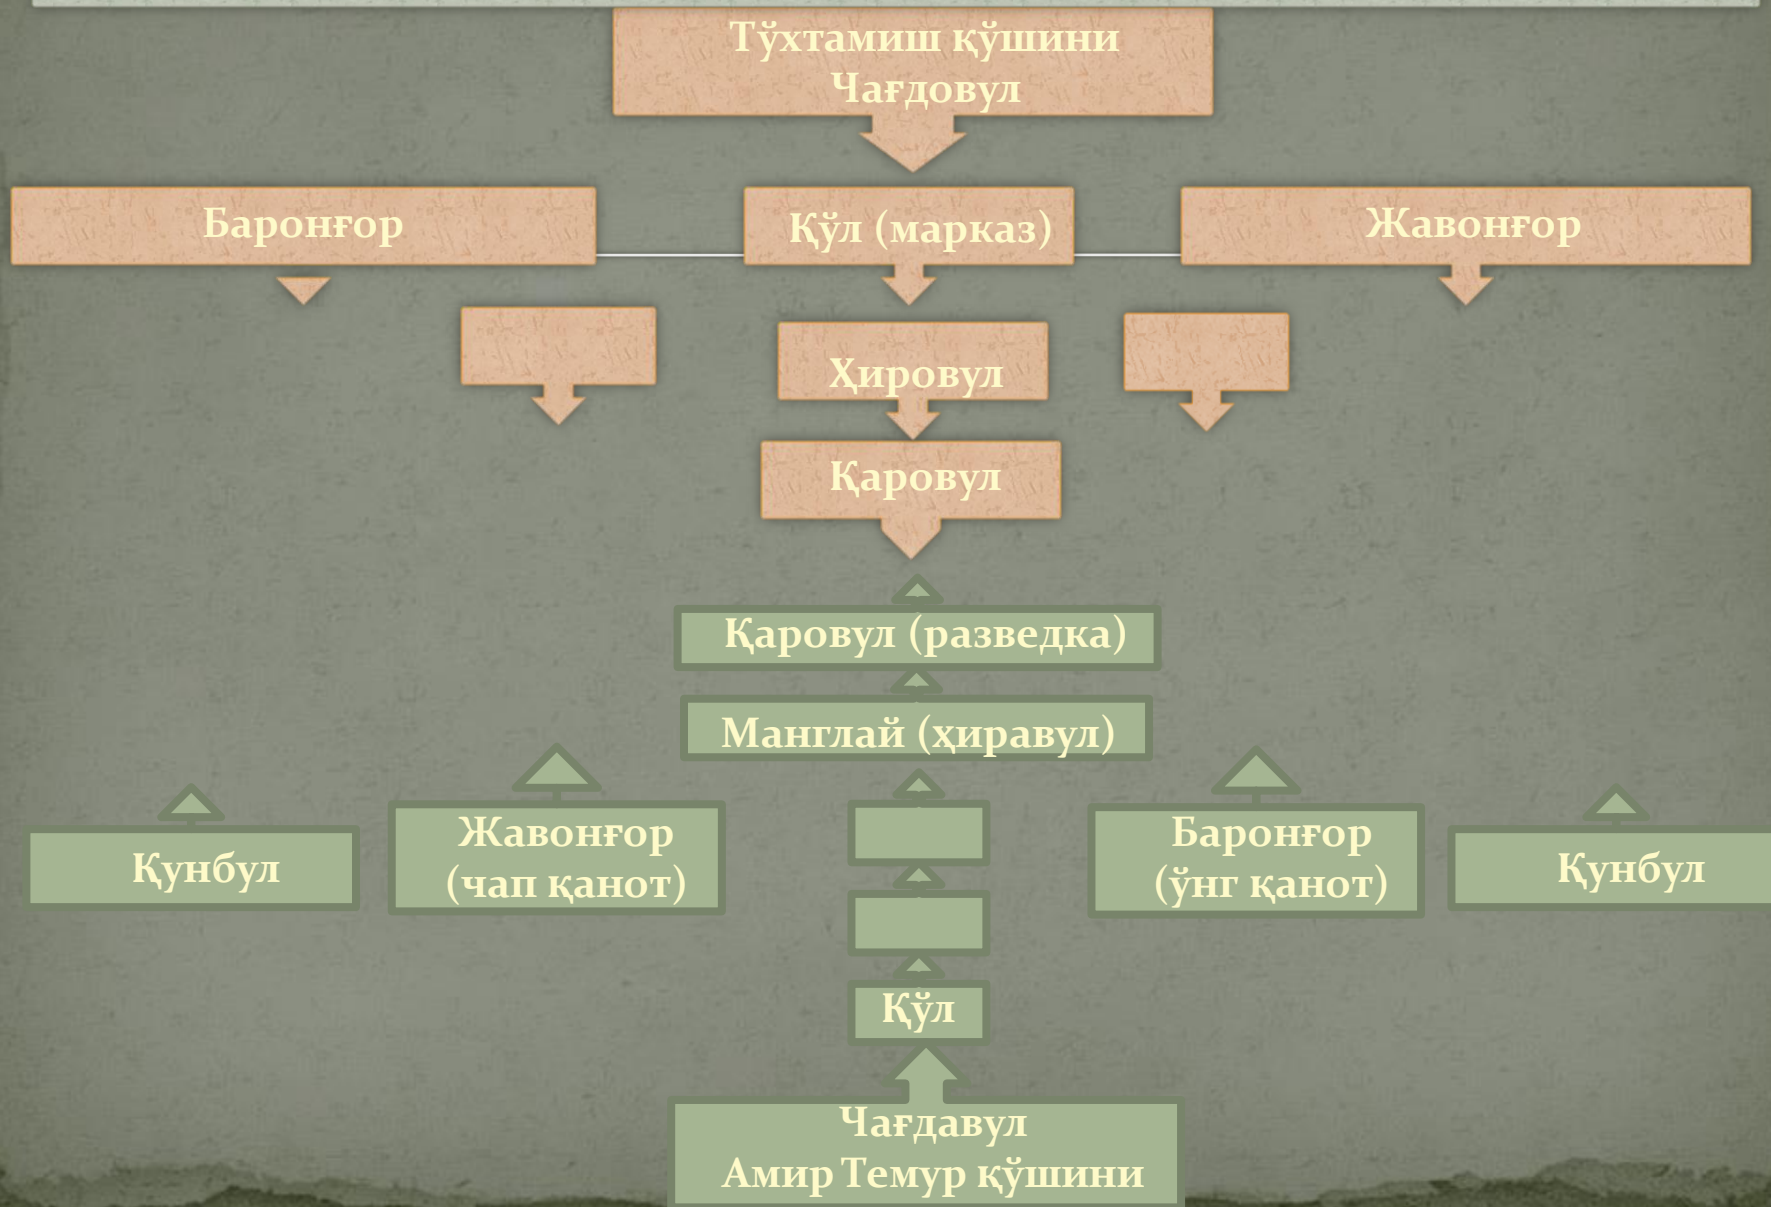 Тўхтамиш қўшини
Чағдовул
Баронғор
Қўл (марказ)
Жавонғор
Ҳировул
Қаровул
Қаровул (разведка)
Манглай (ҳиравул)
Қунбул
Жавонғор
(чап қанот)
Баронғор
(ўнг қанот)
Қунбул
Қўл
Чағдавул
Амир Темур қўшини